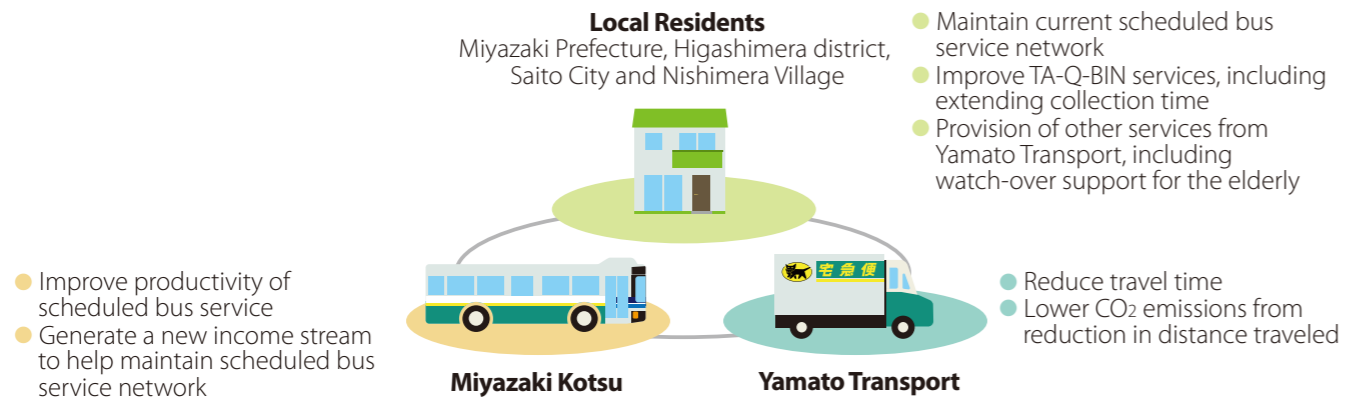 Local Residents
Miyazaki Prefecture, Higashimera district,
Saito City and Nishimera Village
● Maintain current scheduled bus
service network
● Improve TA-Q-BIN services, including
extending collection time
● Provision of other services from
Yamato Transport, including
watch-over support for the elderly
● Improve productivity of
scheduled bus service
● Generate a new income stream
to help maintain scheduled bus
service network
Miyazaki Kotsu
宅急便
Yamato Transport
● Reduce travel time
● Lower CO2 emissions from
reduction in distance traveled